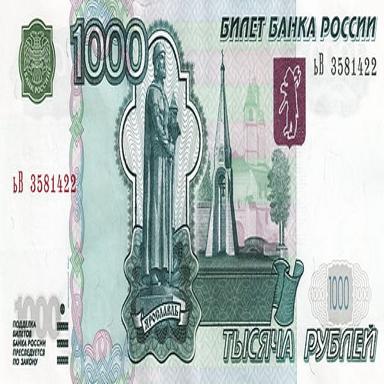 1000
БИЛЕТ БАНКА РОССИИ
ьВ 3581422
ьВ 3581422
1000
ПОДДЕЛКА
БИЛЕТОВ
БАНКА РОССИИ
ПРЕСЛЕДУЕТСЯ
ПО ЗАКОНУ
ЯРОСЛАВЛЬ
1000
ТЫСЯЧА РУБЛЕЙ